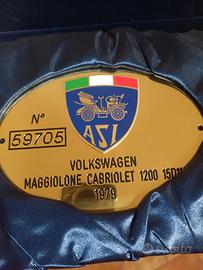 N°
59705
ASI
VOLKSWAGEN
MAGGIOLONE CABRIOLET 1200 15D11
1979